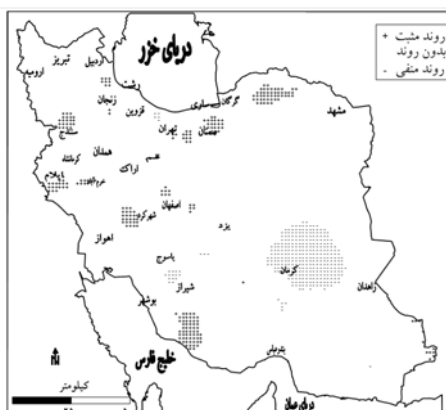 دریای خزر
+ روند مثبت
بدون روند
- روند منفی
تبریز
اردبیل
ارومیه
رشت
گرگان
مشهد
زنجان
ساری
قزوین
تهران
سمنان
سنندج
همدان
قم
کرمانشاه
اراک
ایلام
خرم‌آباد
اصفهان
شهرکرد
یزد
اهواز
یاسوج
کرمان
زاهدان
شیراز
بوشهر
خلیج فارس
بندرعباس
کیلومتر
دریای عمان